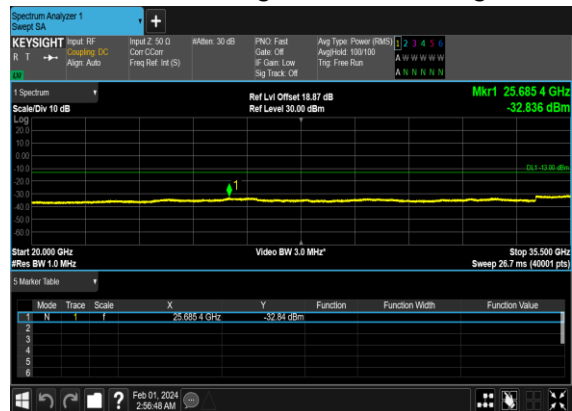 Spectrum Analyzer 1
Swept SA
+
KEYSIGHT Input: RF Input Z: 50 Ω #Atten: 30 dB PNO: Fast Avg Type: Power (RMS) 1 2 3 4 5 6
R T Coupling: DC Corr CCorr Gate: Off Avg|Hold: 100/100 A W W W W W
Align: Auto Freq Ref: Int (S) IF Gain: Low Trig: Free Run
LXI Sig Track: Off A N N N N N
1 Spectrum Ref Lvl Offset 18.87 dB Mkr1 25.685 4 GHz
Scale/Div 10 dB Ref Level 30.00 dBm -32.836 dBm
Log
20.0
10.0
0.00
-10.0 DL1 -13.00 dBm
-20.0 1
-30.0
-40.0
-50.0
-60.0
Start 20.000 GHz Video BW 3.0 MHz* Stop 35.500 GHz
#Res BW 1.0 MHz Sweep 26.7 ms (40001 pts)
5 Marker Table
Mode Trace Scale X Y Function Function Width Function Value
1 N 1 f 25.685 4 GHz -32.84 dBm
2
3
4
5
6
? Feb 01, 2024
2:56:48 AM